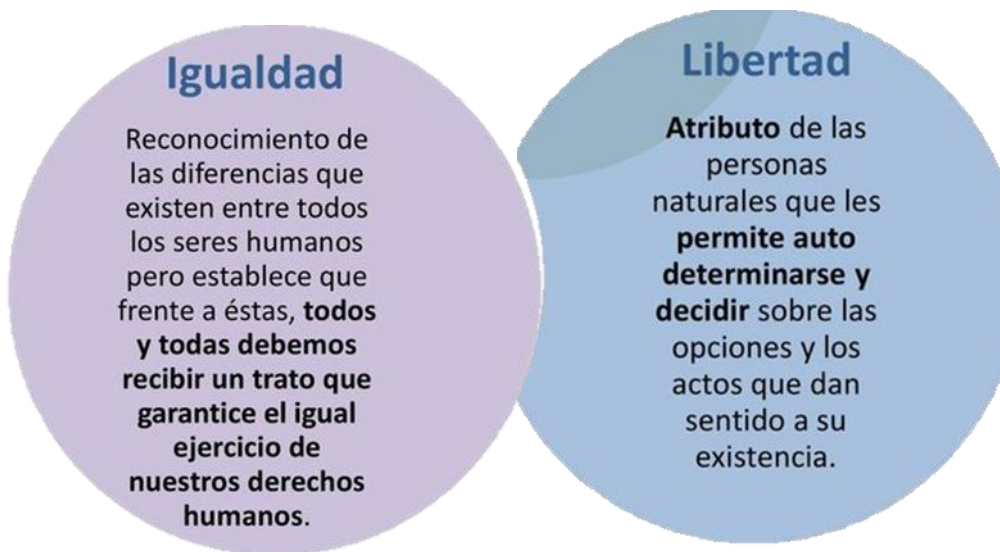 Igualdad
Reconocimiento de
las diferencias que
existen entre todos
los seres humanos
pero establece que
frente a éstas, todos
y todas debemos
recibir un trato que
garantice el igual
ejercicio de
nuestros derechos
humanos.
Libertad
Atributo de las
personas
naturales que les
permite auto
determinarse y
decidir sobre las
opciones y los
actos que dan
sentido a su
existencia.